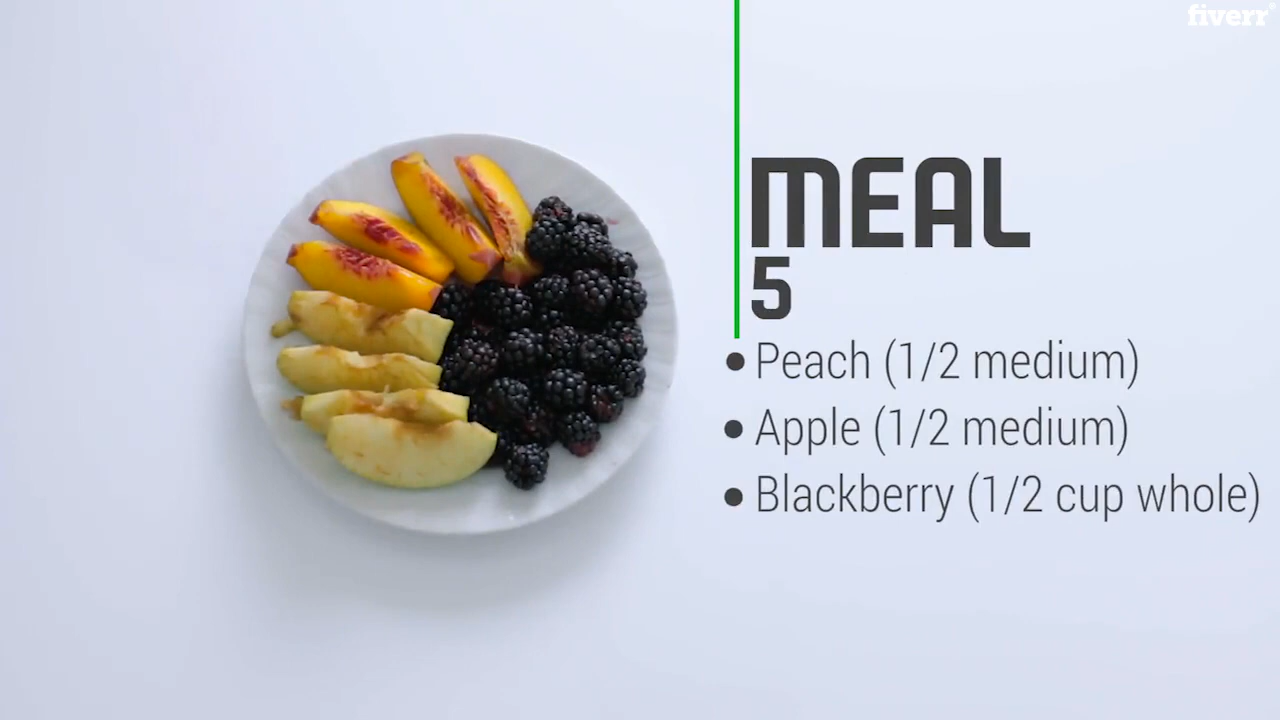 fiverr®
MEAL
5
• Peach (1/2 medium)
• Apple (1/2 medium)
• Blackberry (1/2 cup whole)